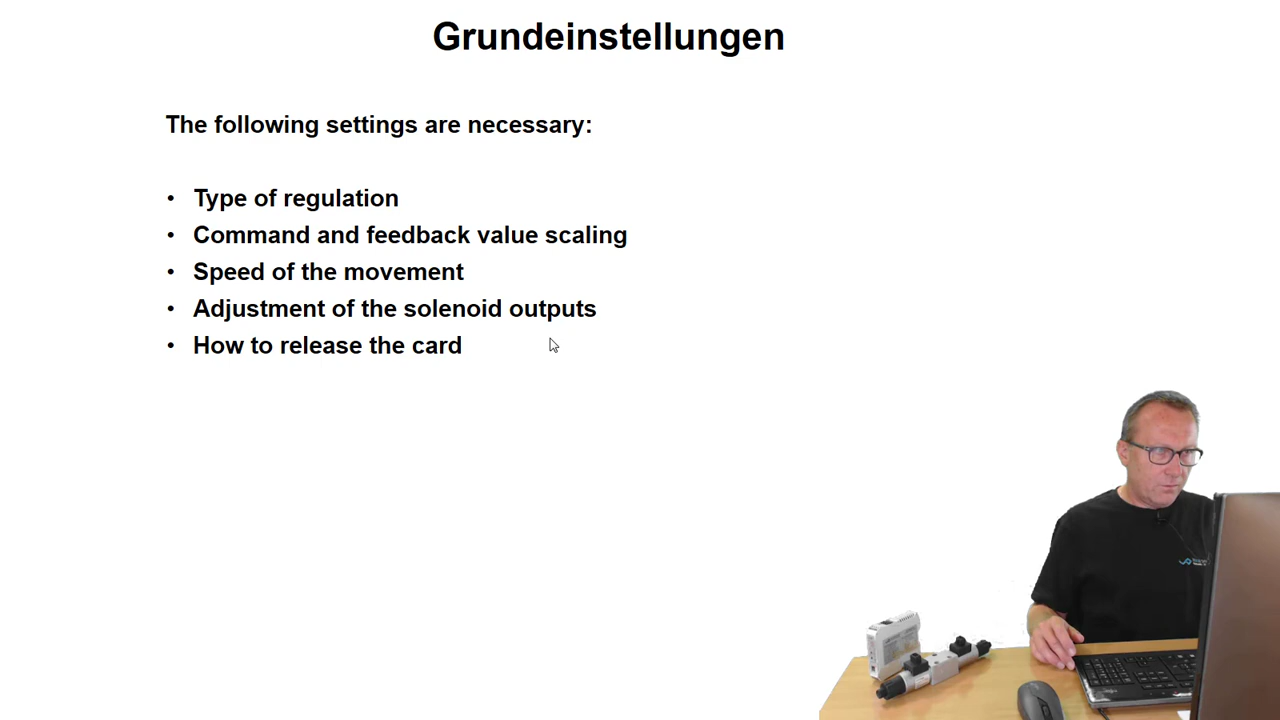 Grundeinstellungen
The following settings are necessary:
• Type of regulation
• Command and feedback value scaling
• Speed of the movement
• Adjustment of the solenoid outputs
• How to release the card